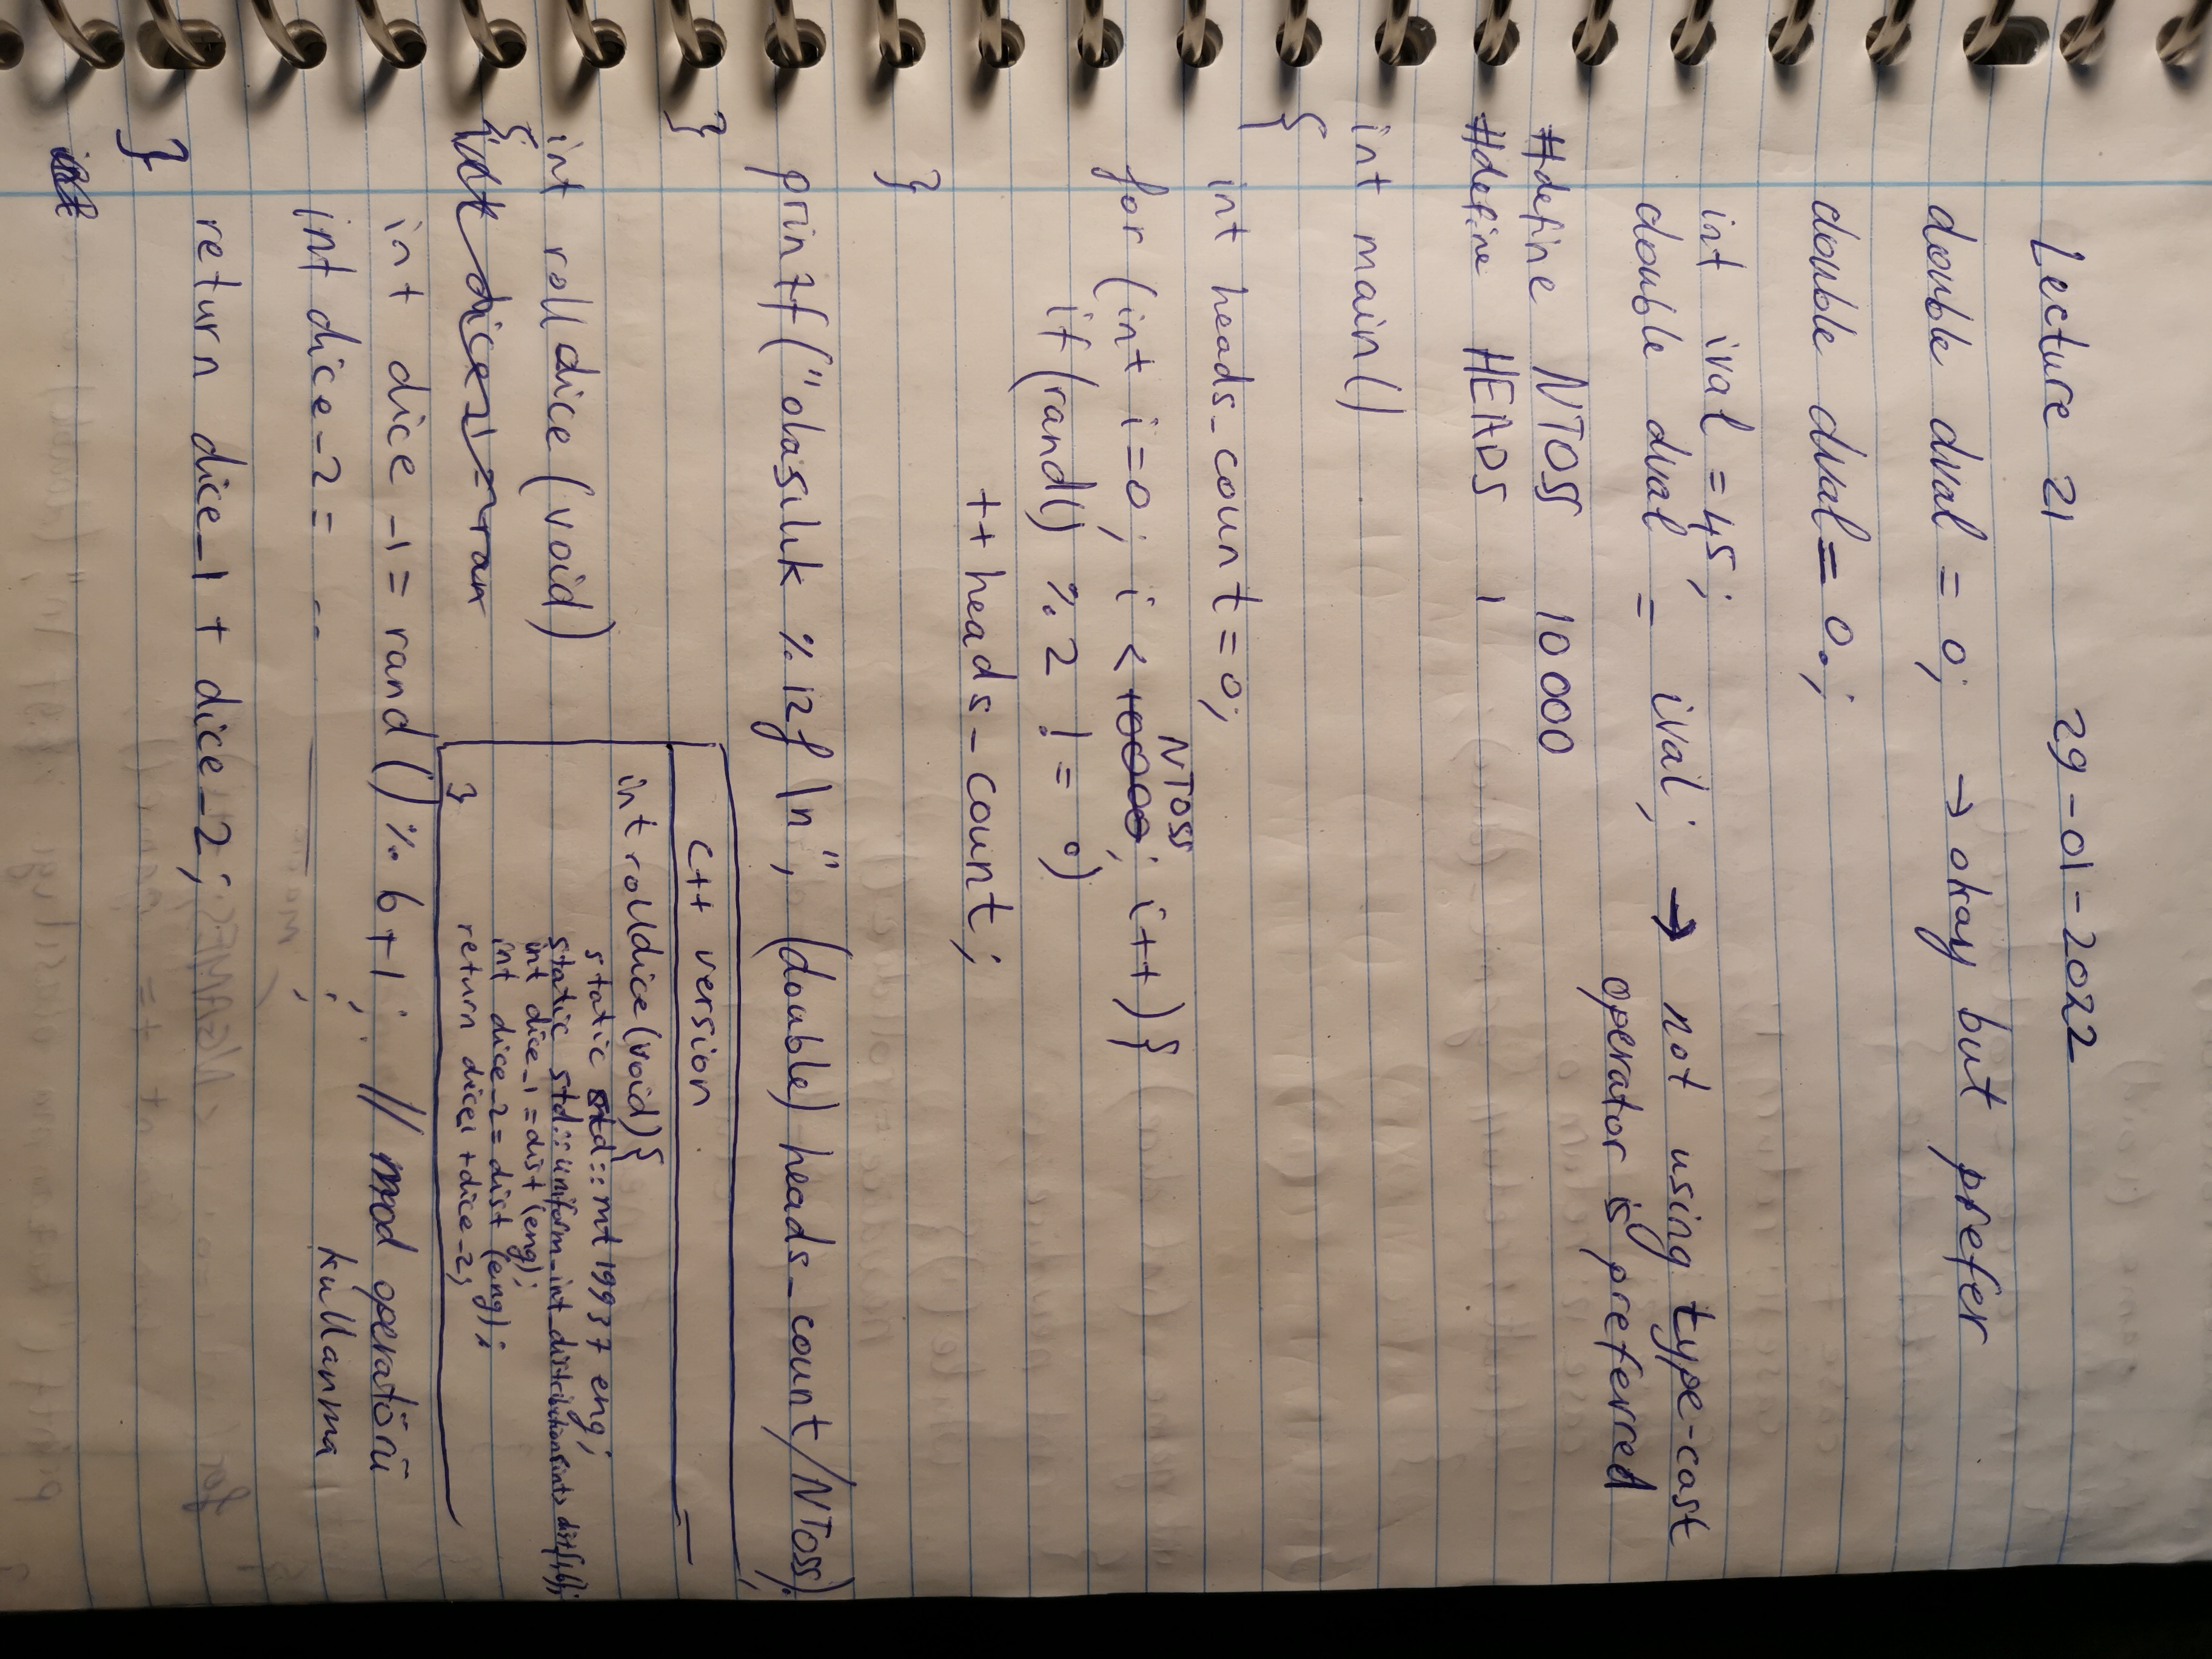 Lecture 21 29-01-2022
double dval = 0; → okay but prefer
double dval = 0.;
int ival = 45;
double dval = ival; → not using type-cast
operator is preferred
#define NTOSS 10000
#define HEADS 1
int main()
{
int heads_count = 0;
NTOSS
for (int i=0; i < 10000; i++) {
if (rand() % 2 != 0)
++heads_count;
}
printf("olasılık %12f \n", (double) heads_count/NTOSS);
}
C++ version
int rolldice (void) {
static std::mt19937 eng;
static std::uniform_int_distribution<int> dist{1,6};
int dice_1 = dist (eng);
int dice_2 = dist (eng);
return dice1 + dice_2;
}
int rolldice (void)
{
int dice_1 = ran
int dice_1 = rand() % 6+1; // mod operatörü
kullanma
int dice_2 = -- ——— ;
return dice_1 + dice_2;
}
int